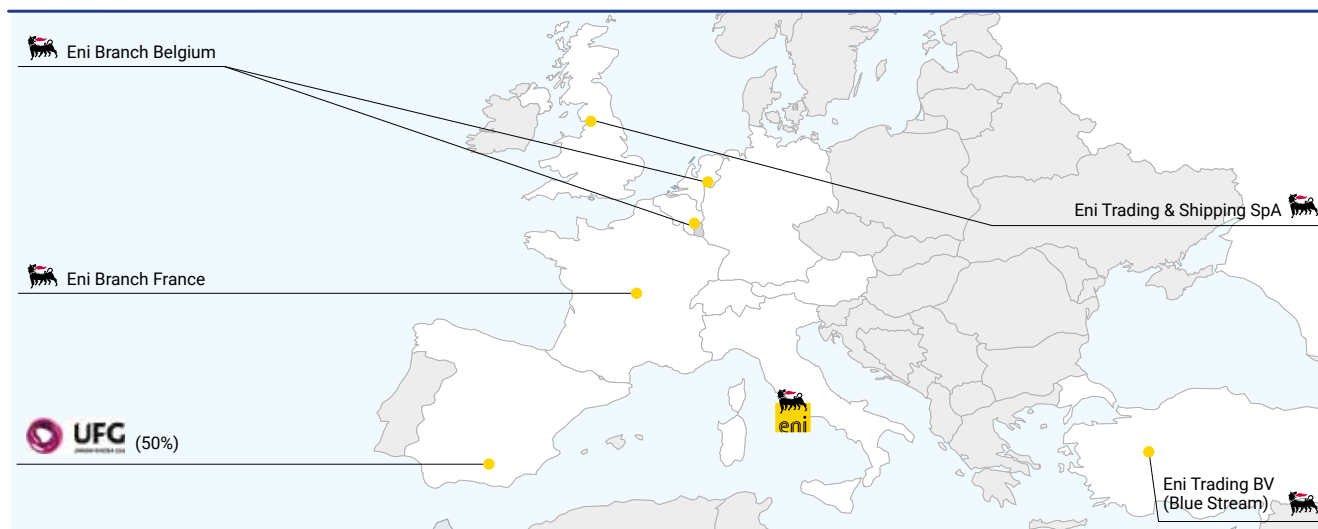 Eni Branch Belgium
Eni Trading & Shipping SpA
Eni Branch France
eni
UFG (50%)
Eni Trading BV
(Blue Stream)